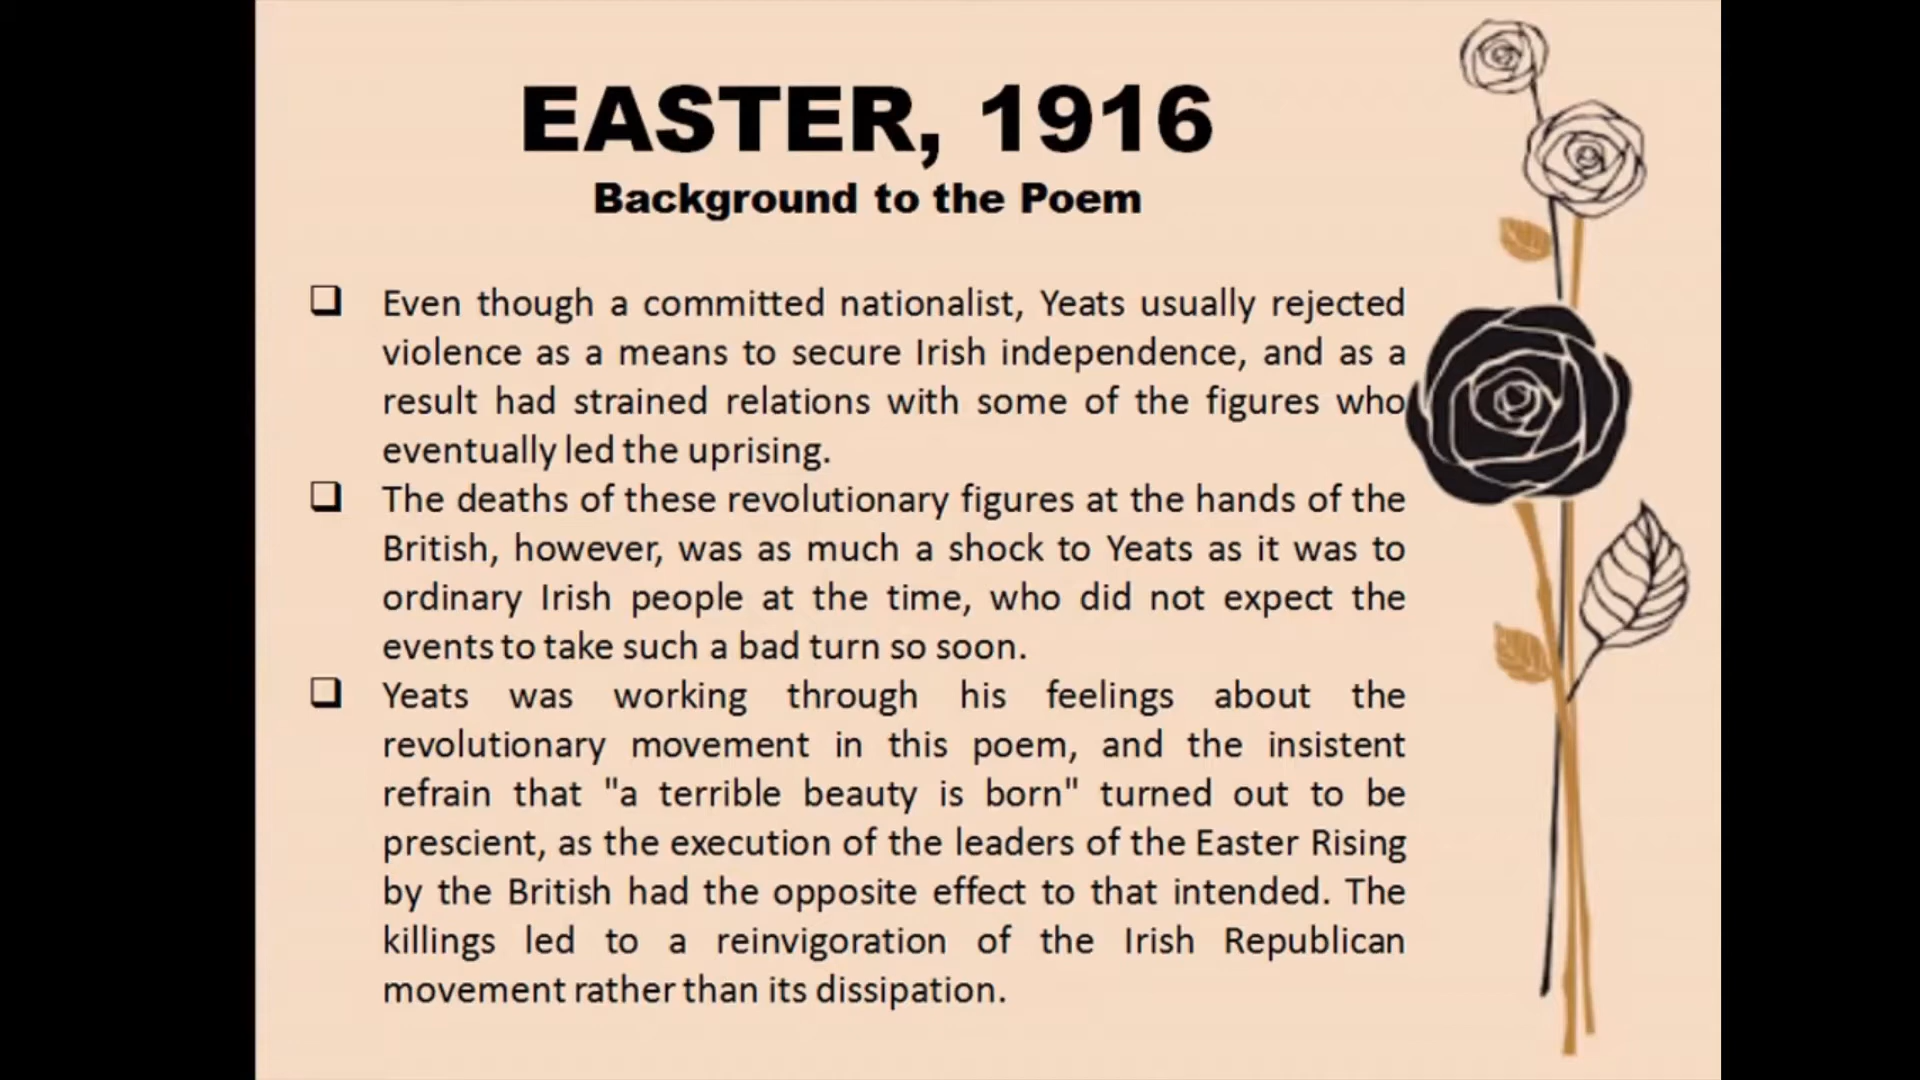 EASTER, 1916
Background to the Poem
Even though a committed nationalist, Yeats usually rejected
violence as a means to secure Irish independence, and as a
result had strained relations with some of the figures who
eventually led the uprising.
The deaths of these revolutionary figures at the hands of the
British, however, was as much a shock to Yeats as it was to
ordinary Irish people at the time, who did not expect the
events to take such a bad turn so soon.
Yeats was working through his feelings about the
revolutionary movement in this poem, and the insistent
refrain that "a terrible beauty is born" turned out to be
prescient, as the execution of the leaders of the Easter Rising
by the British had the opposite effect to that intended. The
killings led to a reinvigoration of the Irish Republican
movement rather than its dissipation.